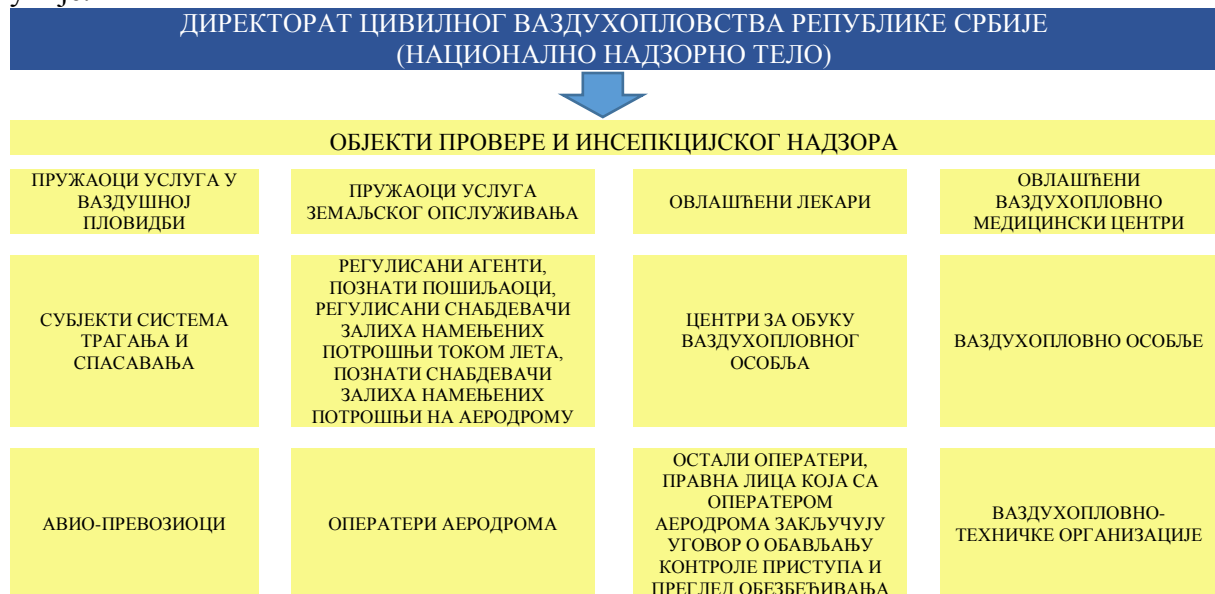 ДИРЕКТОРАТ ЦИВИЛНОГ ВАЗДУХОПЛОВСТВА РЕПУБЛИКЕ СРБИЈЕ
(НАЦИОНАЛНО НАДЗОРНО ТЕЛО)
ОБЈЕКТИ ПРОВЕРЕ И ИНСЕПКЦИЈСКОГ НАДЗОРА
ПРУЖАОЦИ УСЛУГА У
ВАЗДУШНОЈ
ПЛОВИДБИ
ПРУЖАОЦИ УСЛУГА
ЗЕМАЉСКОГ ОПСЛУЖИВАЊА
ОВЛАШЋЕНИ ЛЕКАРИ
ОВЛАШЋЕНИ
ВАЗДУХОПЛОВНО
МЕДИЦИНСКИ ЦЕНТРИ
СУБЈЕКТИ СИСТЕМА
ТРАГАЊА И
СПАСАВАЊА
РЕГУЛИСАНИ АГЕНТИ,
ПОЗНАТИ ПОШИЉАОЦИ,
РЕГУЛИСАНИ СНАБДЕВАЧИ
ЗАЛИХА НАМЕЊЕНИХ
ПОТРОШЊИ ТОКОМ ЛЕТА,
ПОЗНАТИ СНАБДЕВАЧИ
ЗАЛИХА НАМЕЊЕНИХ
ПОТРОШЊИ НА АЕРОДРОМУ
ЦЕНТРИ ЗА ОБУКУ
ВАЗДУХОПЛОВНОГ
ОСОБЉА
ВАЗДУХОПЛОВНО ОСОБЉЕ
АВИО-ПРЕВОЗИОЦИ
ОПЕРАТЕРИ АЕРОДРОМА
ОСТАЛИ ОПЕРАТЕРИ,
ПРАВНА ЛИЦА КОЈА СА
ОПЕРАТЕРОМ
АЕРОДРОМА ЗАКЉУЧУЈУ
УГОВОР О ОБАВЉАЊУ
КОНТРОЛЕ ПРИСТУПА И
ПРЕГЛЕД ОБЕЗБЕЂИВАЊА
ВАЗДУХОПЛОВНО-
ТЕХНИЧКЕ ОРГАНИЗАЦИЈЕ